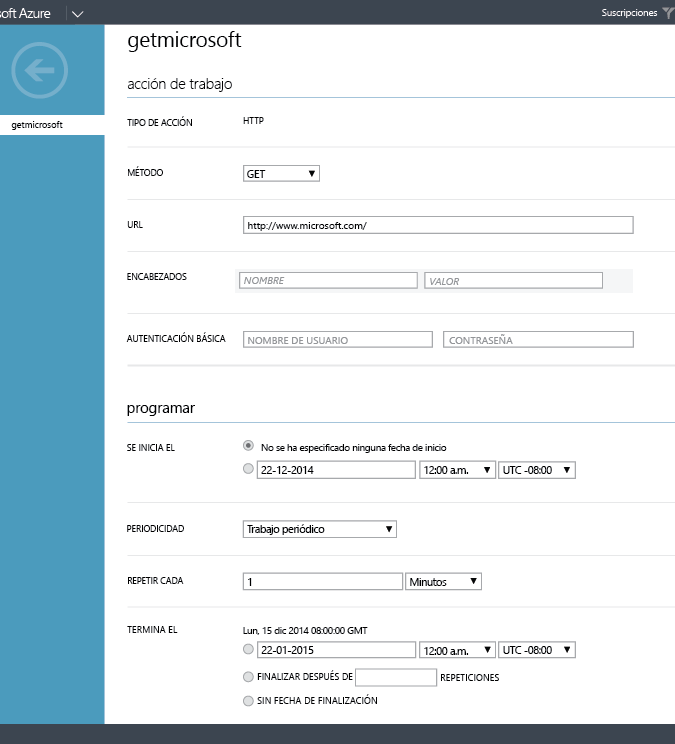 soft Azure
Suscripciones
getmicrosoft
getmicrosoft
acción de trabajo
TIPO DE ACCIÓN HTTP
MÉTODO GET
URL http://www.microsoft.com/
ENCABEZADOS NOMBRE VALOR
AUTENTICACIÓN BÁSICA NOMBRE DE USUARIO CONTRASEÑA
programar
SE INICIA EL No se ha especificado ninguna fecha de inicio
22-12-2014 12:00 a.m. UTC -08:00
PERIODICIDAD Trabajo periódico
REPETIR CADA 1 Minutos
TERMINA EL Lun, 15 dic 2014 08:00:00 GMT
22-01-2015 12:00 a.m. UTC -08:00
FINALIZAR DESPUÉS DE REPETICIONES
SIN FECHA DE FINALIZACIÓN